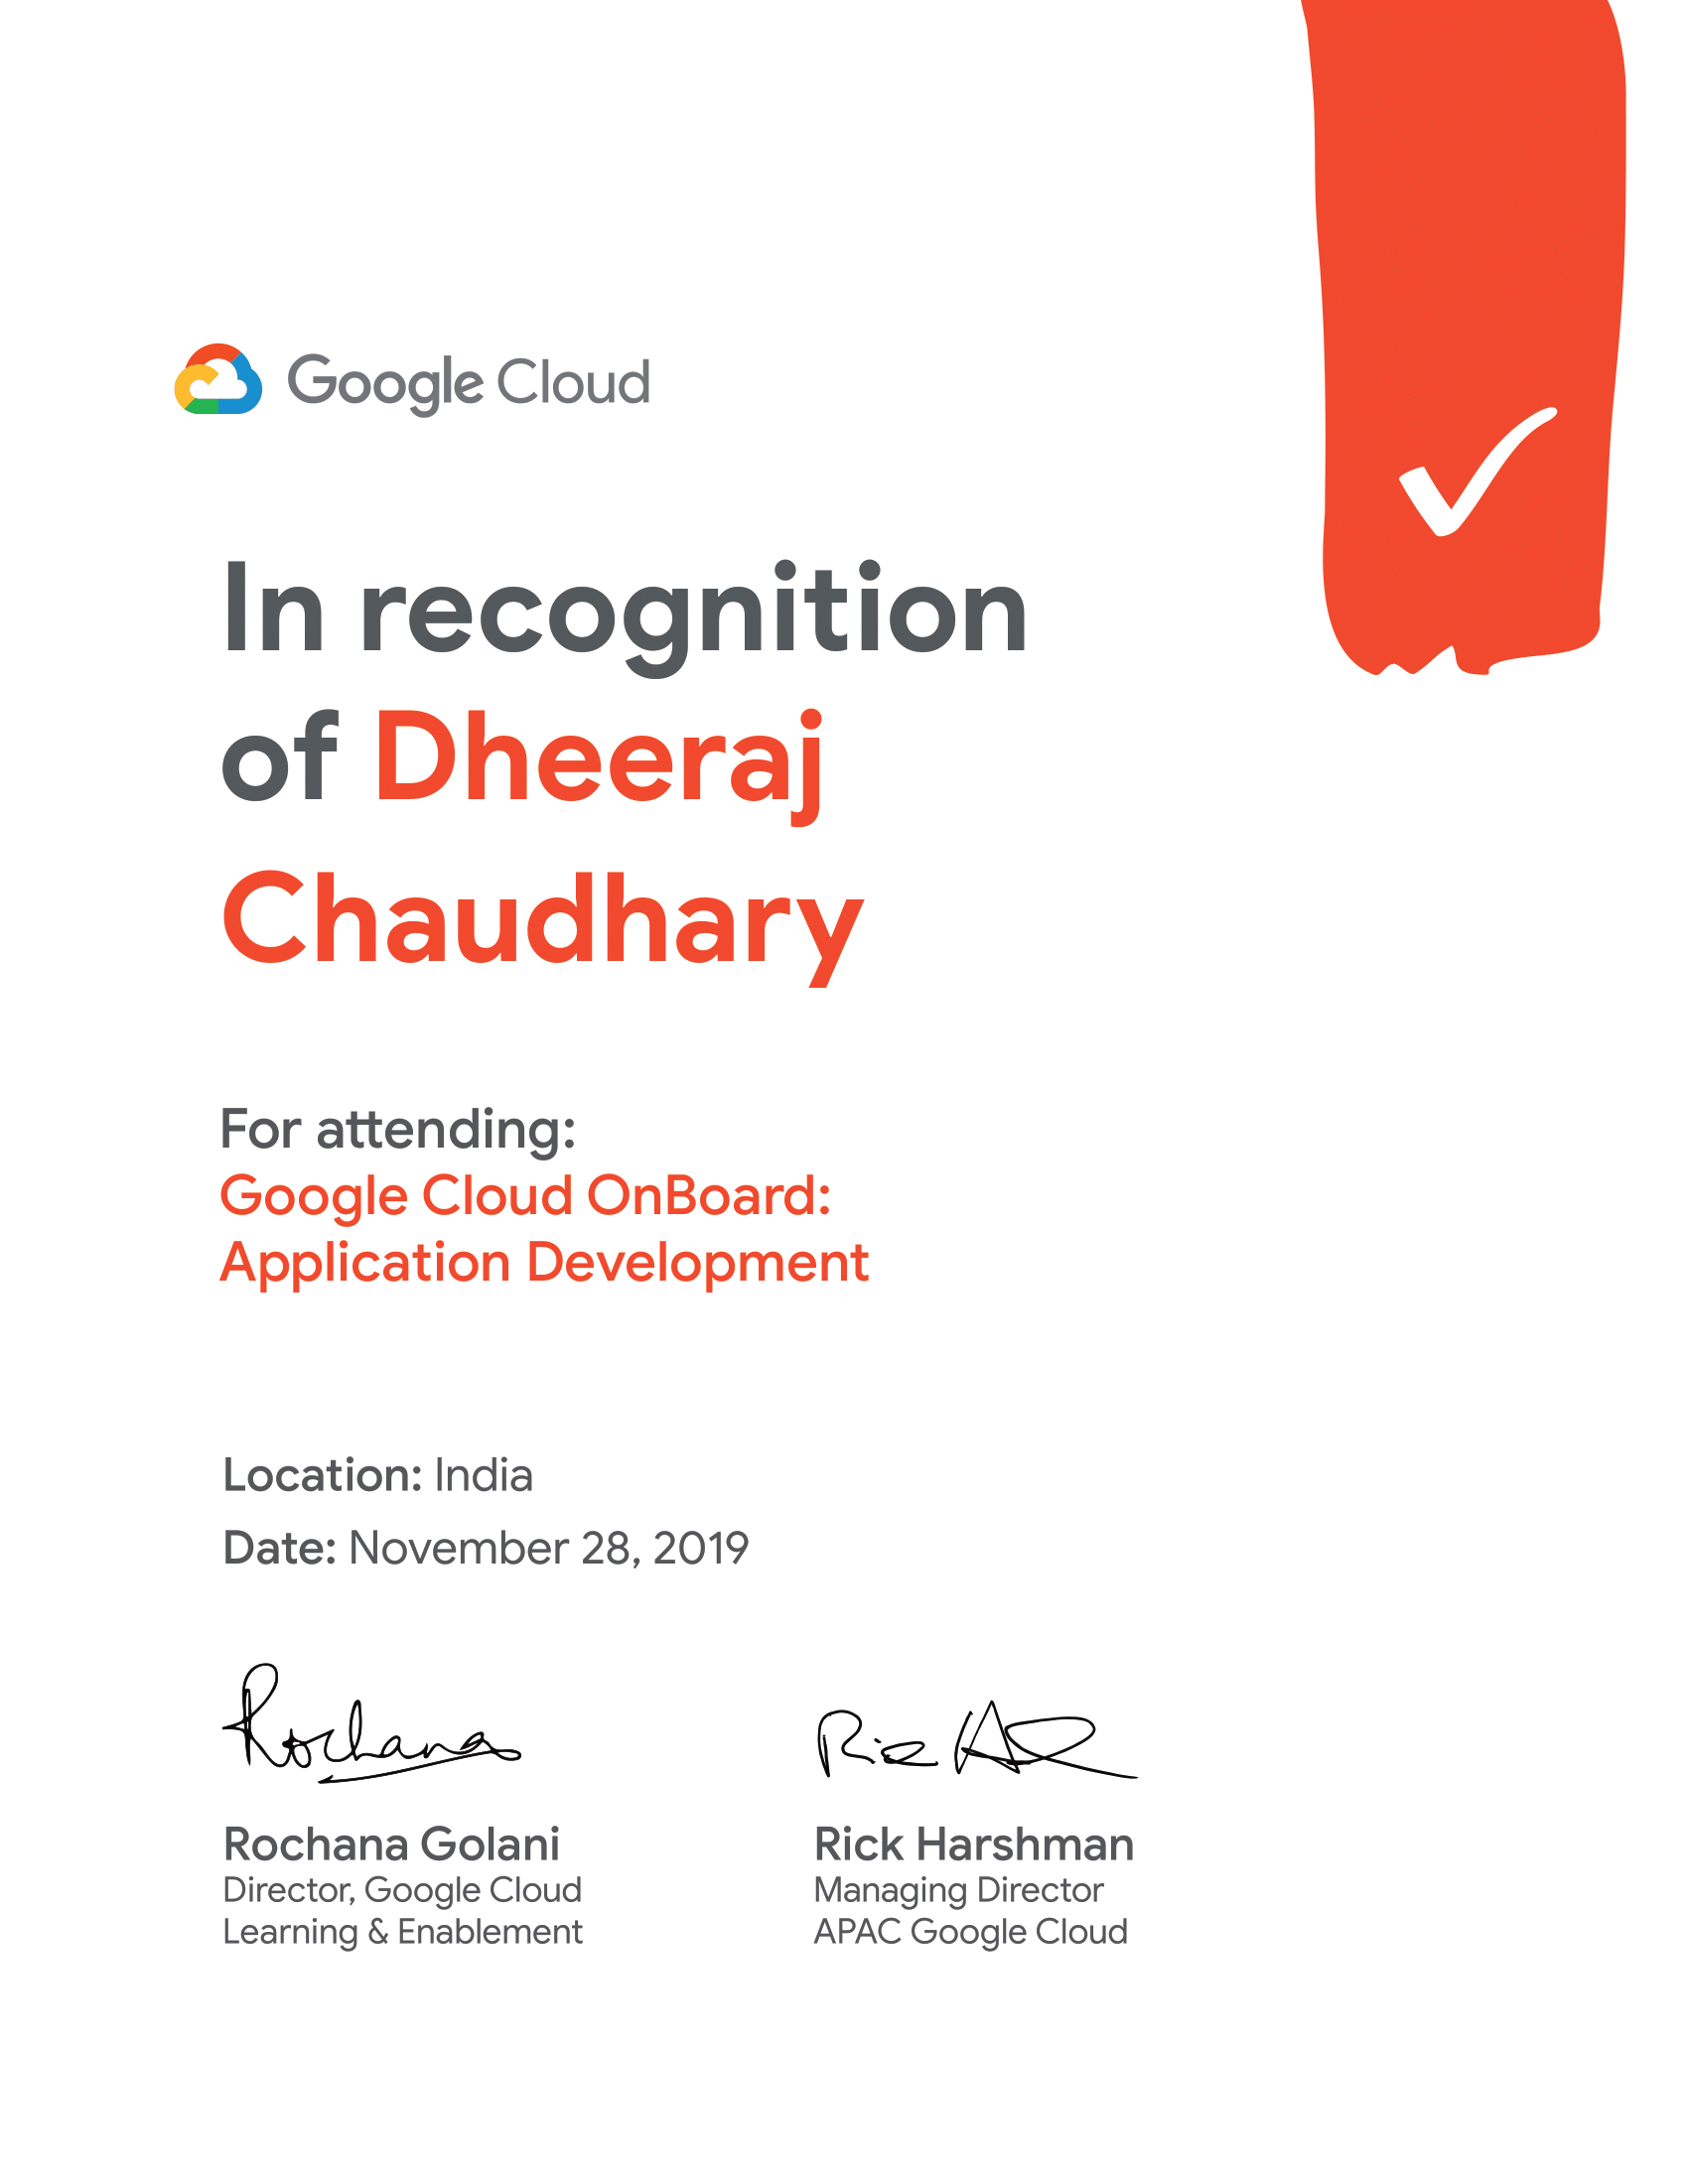 Google Cloud
In recognition
of Dheeraj
Chaudhary
For attending:
Google Cloud OnBoard:
Application Development
Location: India
Date: November 28, 2019
Rochana
Rick H
Rochana Golani
Director, Google Cloud
Learning & Enablement
Rick Harshman
Managing Director
APAC Google Cloud